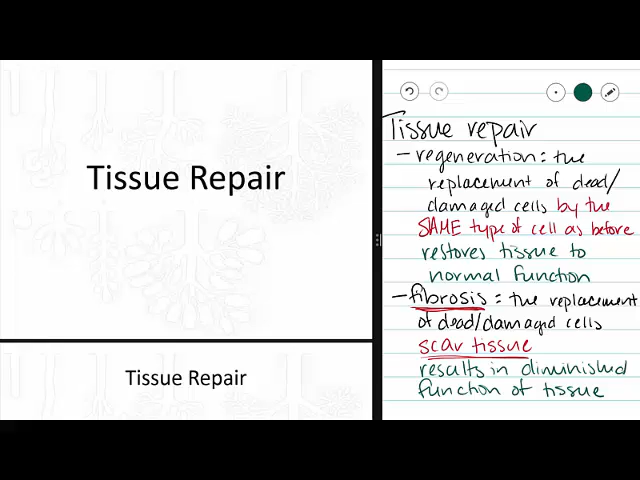 Tissue Repair
Tissue Repair
Tissue repair
- regeneration: the
replacement of dead/
damaged cells by the
SAME type of cell as before
restores tissue to
normal function
- fibrosis: the replacement
of dead/damaged cells
scar tissue
results in diminished
function of tissue